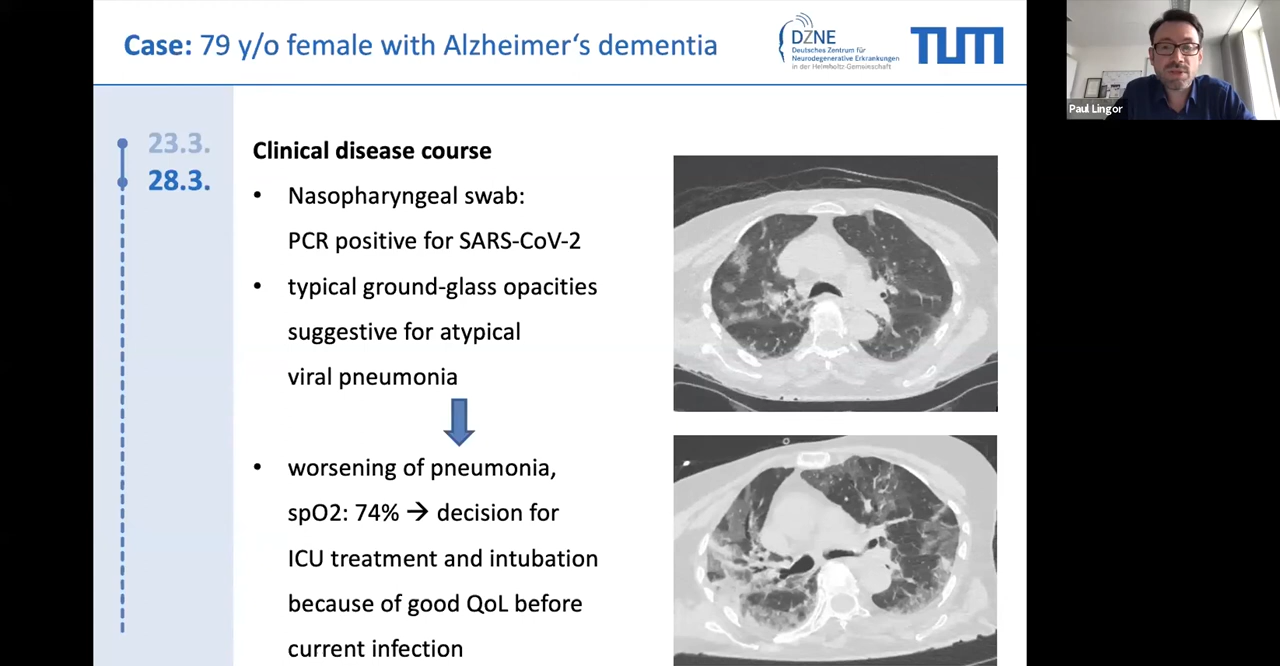 Case: 79 y/o female with Alzheimer‘s dementia
DZNE
Deutsches Zentrum für
Neurodegenerative Erkrankungen
in der Helmholtz-Gemeinschaft
TUM
Paul Lingor
23.3.
28.3.
Clinical disease course
• Nasopharyngeal swab:
PCR positive for SARS-CoV-2
• typical ground-glass opacities
suggestive for atypical
viral pneumonia
• worsening of pneumonia,
spO2: 74% → decision for
ICU treatment and intubation
because of good QoL before
current infection